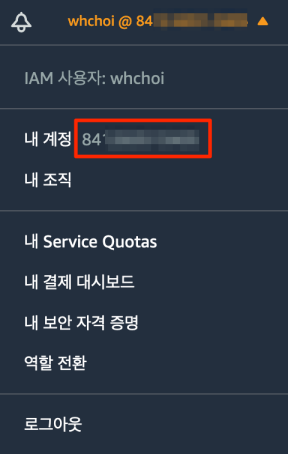 whchoi @ 84
IAM 사용자: whchoi
내 계정 841
내 조직
내 Service Quotas
내 결제 대시보드
내 보안 자격 증명
역할 전환
로그아웃